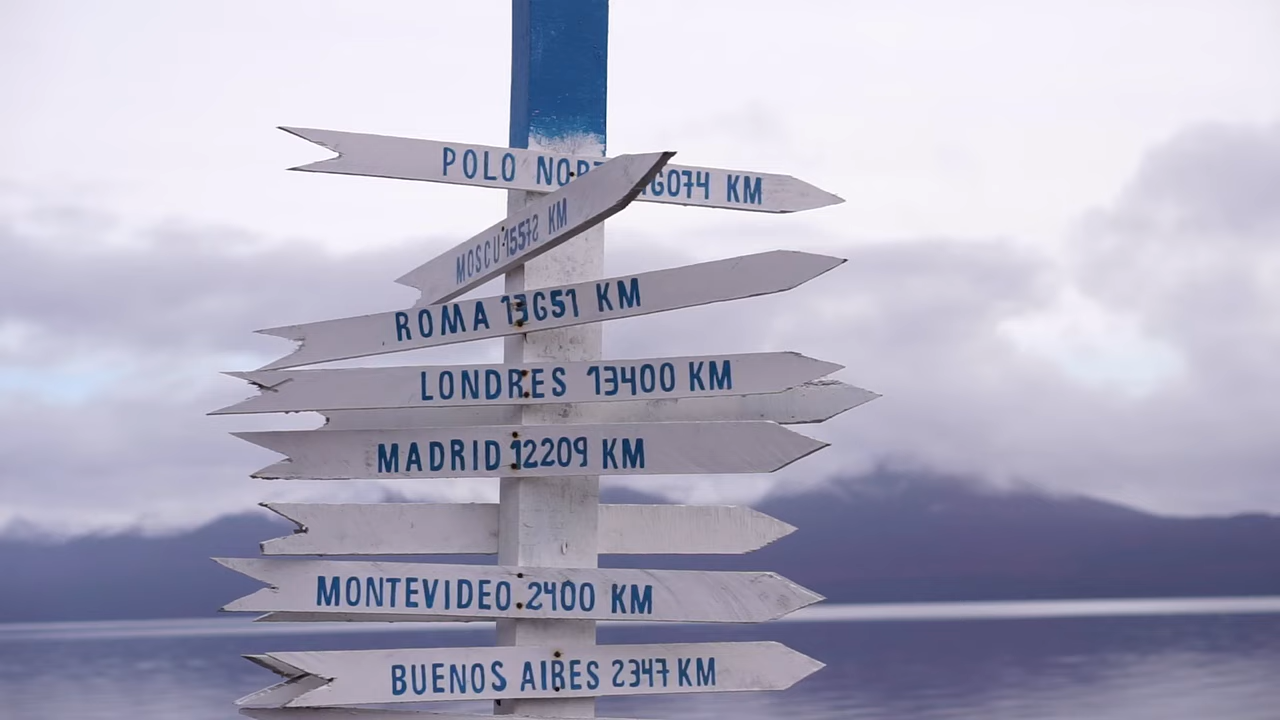 POLO NORTE 16074 KM
MOSCU 15572 KM
ROMA 13651 KM
LONDRES 13400 KM
MADRID 12209 KM
MONTEVIDEO 2400 KM
BUENOS AIRES 2347 KM